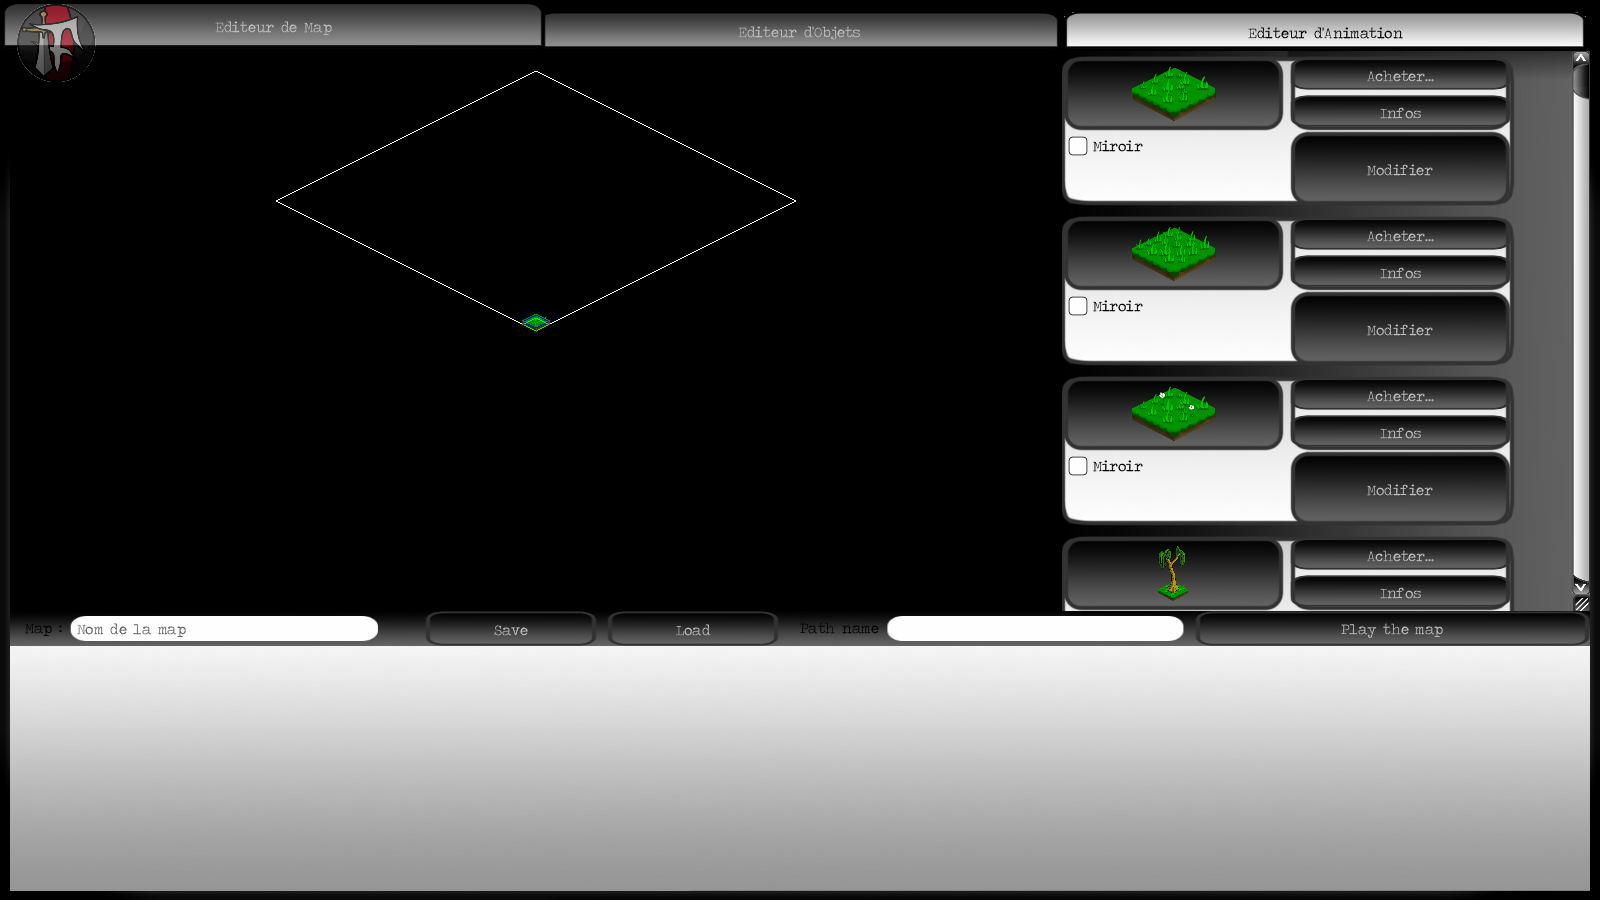 Editeur de Map
Editeur d'Objets
Editeur d'Animation
Acheter...
Infos
Miroir
Modifier
Acheter...
Infos
Miroir
Modifier
Acheter...
Infos
Miroir
Modifier
Acheter...
Infos
Map : Nom de la map Save Load Path name Play the map